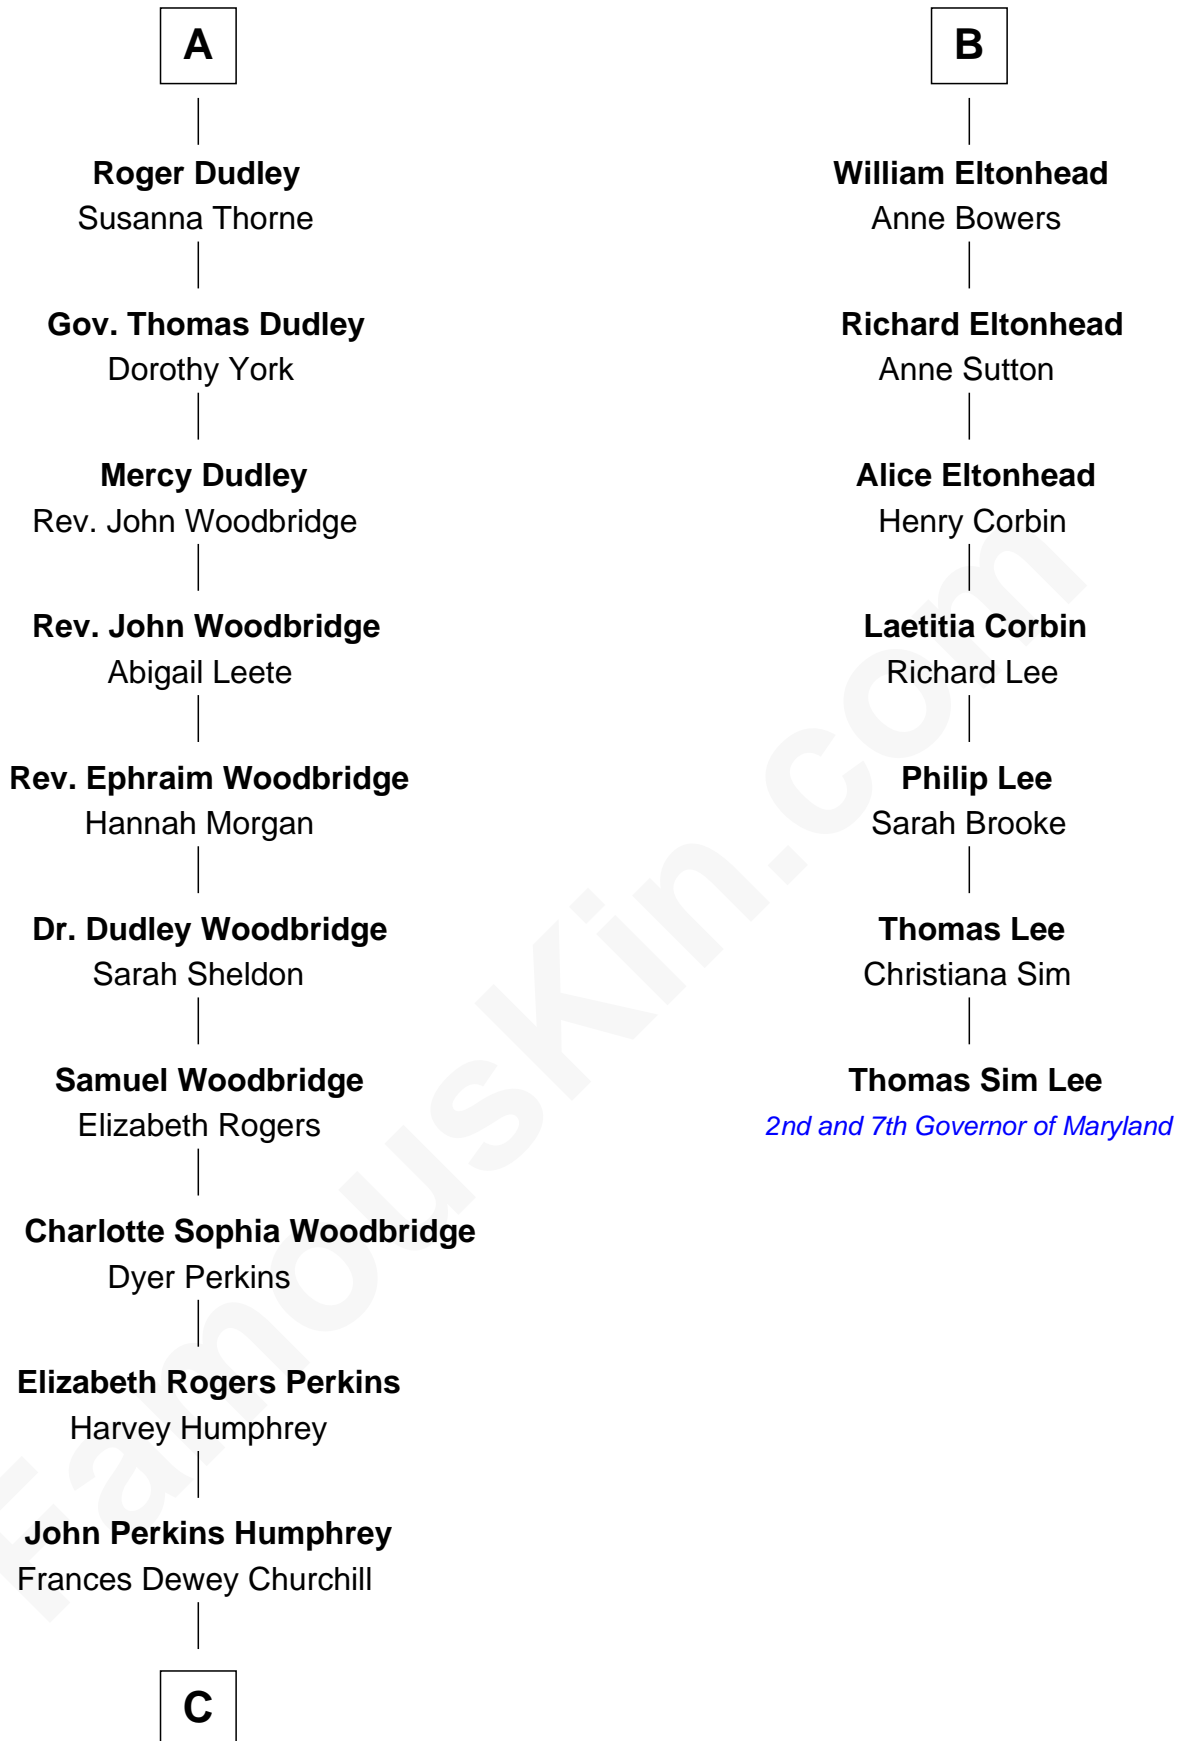 A
Roger Dudley
Susanna Thorne
Gov. Thomas Dudley
Dorothy York
Mercy Dudley
Rev. John Woodbridge
Rev. John Woodbridge
Abigail Leete
Rev. Ephraim Woodbridge
Hannah Morgan
Dr. Dudley Woodbridge
Sarah Sheldon
Samuel Woodbridge
Elizabeth Rogers
Charlotte Sophia Woodbridge
Dyer Perkins
Elizabeth Rogers Perkins
Harvey Humphrey
John Perkins Humphrey
Frances Dewey Churchill
C
B
William Eltonhead
Anne Bowers
Richard Eltonhead
Anne Sutton
Alice Eltonhead
Henry Corbin
Laetitia Corbin
Richard Lee
Philip Lee
Sarah Brooke
Thomas Lee
Christiana Sim
Thomas Sim Lee
2nd and 7th Governor of Maryland
FamousKin.com